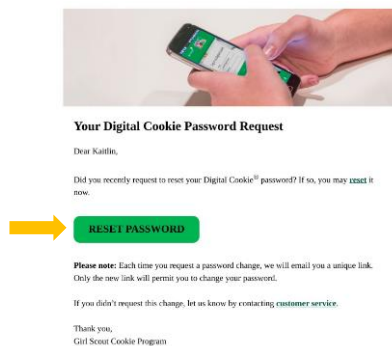 Your Digital Cookie Password Request
Dear Kaitlin,
Did you recently request to reset your Digital Cookie® password? If so, you may reset it
now.
RESET PASSWORD
Please note: Each time you request a password change, we will email you a unique link.
Only the new link will permit you to change your password.
If you didn't request this change, let us know by contacting customer service.
Thank you,
Girl Scout Cookie Program